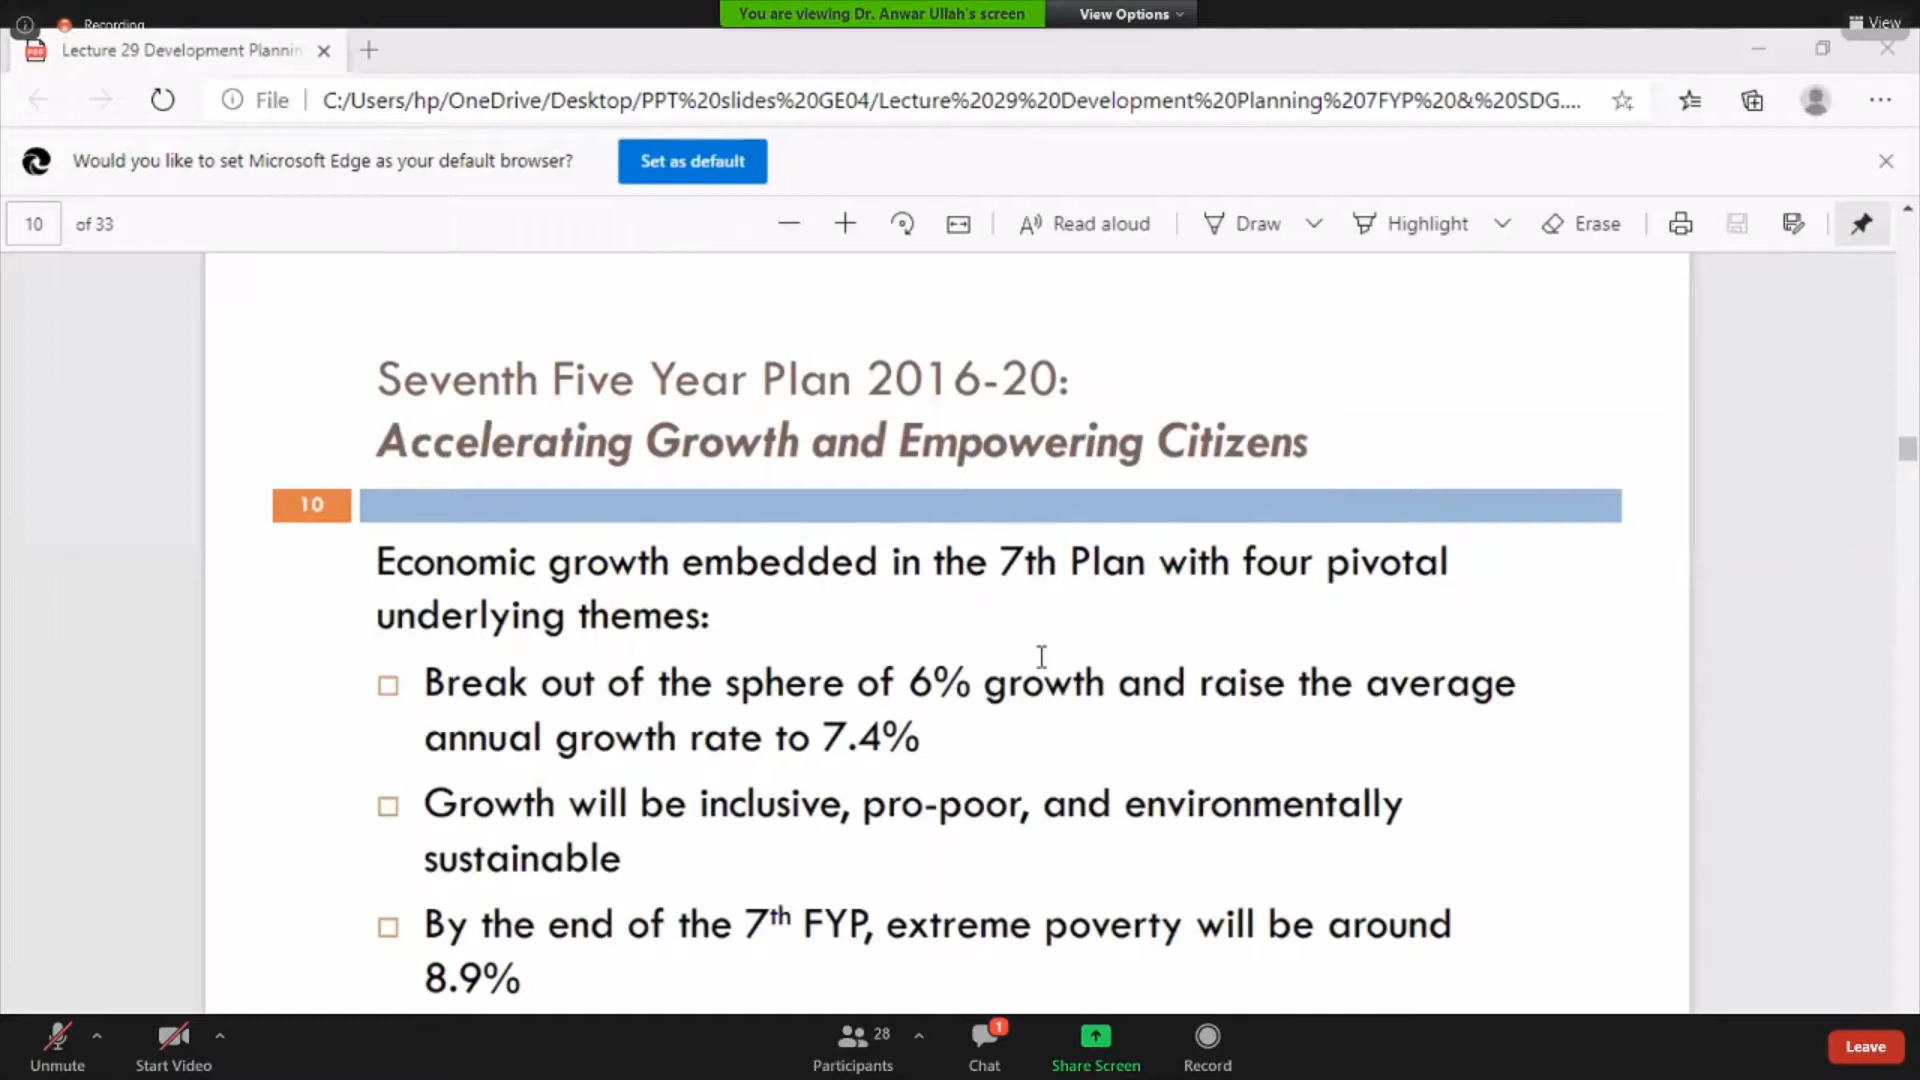 Recording
You are viewing Dr. Anwar Ullah's screen
View Options
View
Lecture 29 Development Plannin
File
C:/Users/hp/OneDrive/Desktop/PPT%20slides%20GE04/Lecture%2029%20Development%20Planning%207FYP%20&%20SDG....
Would you like to set Microsoft Edge as your default browser?
Set as default
10 of 33
Read aloud
Draw
Highlight
Erase
Seventh Five Year Plan 2016-20:
Accelerating Growth and Empowering Citizens
10
Economic growth embedded in the 7th Plan with four pivotal
underlying themes:
Break out of the sphere of 6% growth and raise the average
annual growth rate to 7.4%
Growth will be inclusive, pro-poor, and environmentally
sustainable
By the end of the 7th FYP, extreme poverty will be around
8.9%
Unmute
Start Video
28
Participants
1
Chat
Share Screen
Record
Leave